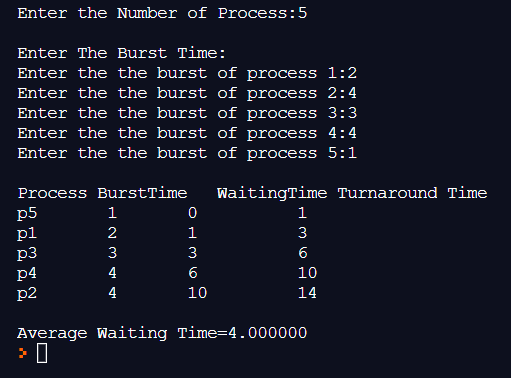 Enter the Number of Process:5
Enter The Burst Time:
Enter the the burst of process 1:2
Enter the the burst of process 2:4
Enter the the burst of process 3:3
Enter the the burst of process 4:4
Enter the the burst of process 5:1
Process BurstTime   WaitingTime Turnaround Time
p5       1       0          1
p1       2       1          3
p3       3       3          6
p4       4       6          10
p2       4       10         14
Average Waiting Time=4.000000
>